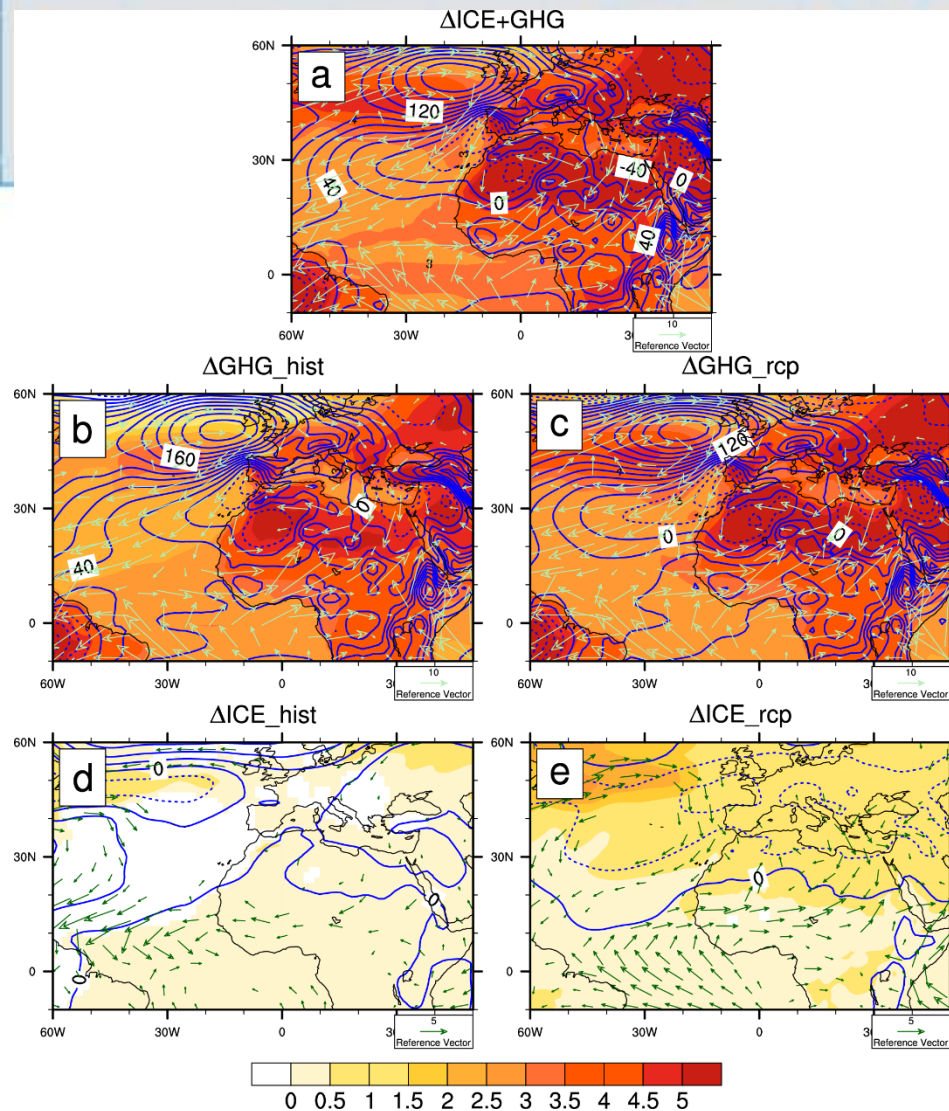 ΔICE+GHG
a
60N
30N
0
120
40
0
-40
0
40
3
60W 30W 0
10
Reference Vector
ΔGHG_hist ΔGHG_rcp
b
60N
30N
0
160
40
0
60W 30W 0
10
Reference Vector
c
60N
30N
0
120
0
0
60W 30W 0
10
Reference Vector
ΔICE_hist ΔICE_rcp
d
60N
30N
0
0
0
0
60W 30W 0
5
Reference Vector
e
60N
30N
0
0
60W 30W 0
5
Reference Vector
0 0.5 1 1.5 2 2.5 3 3.5 4 4.5 5